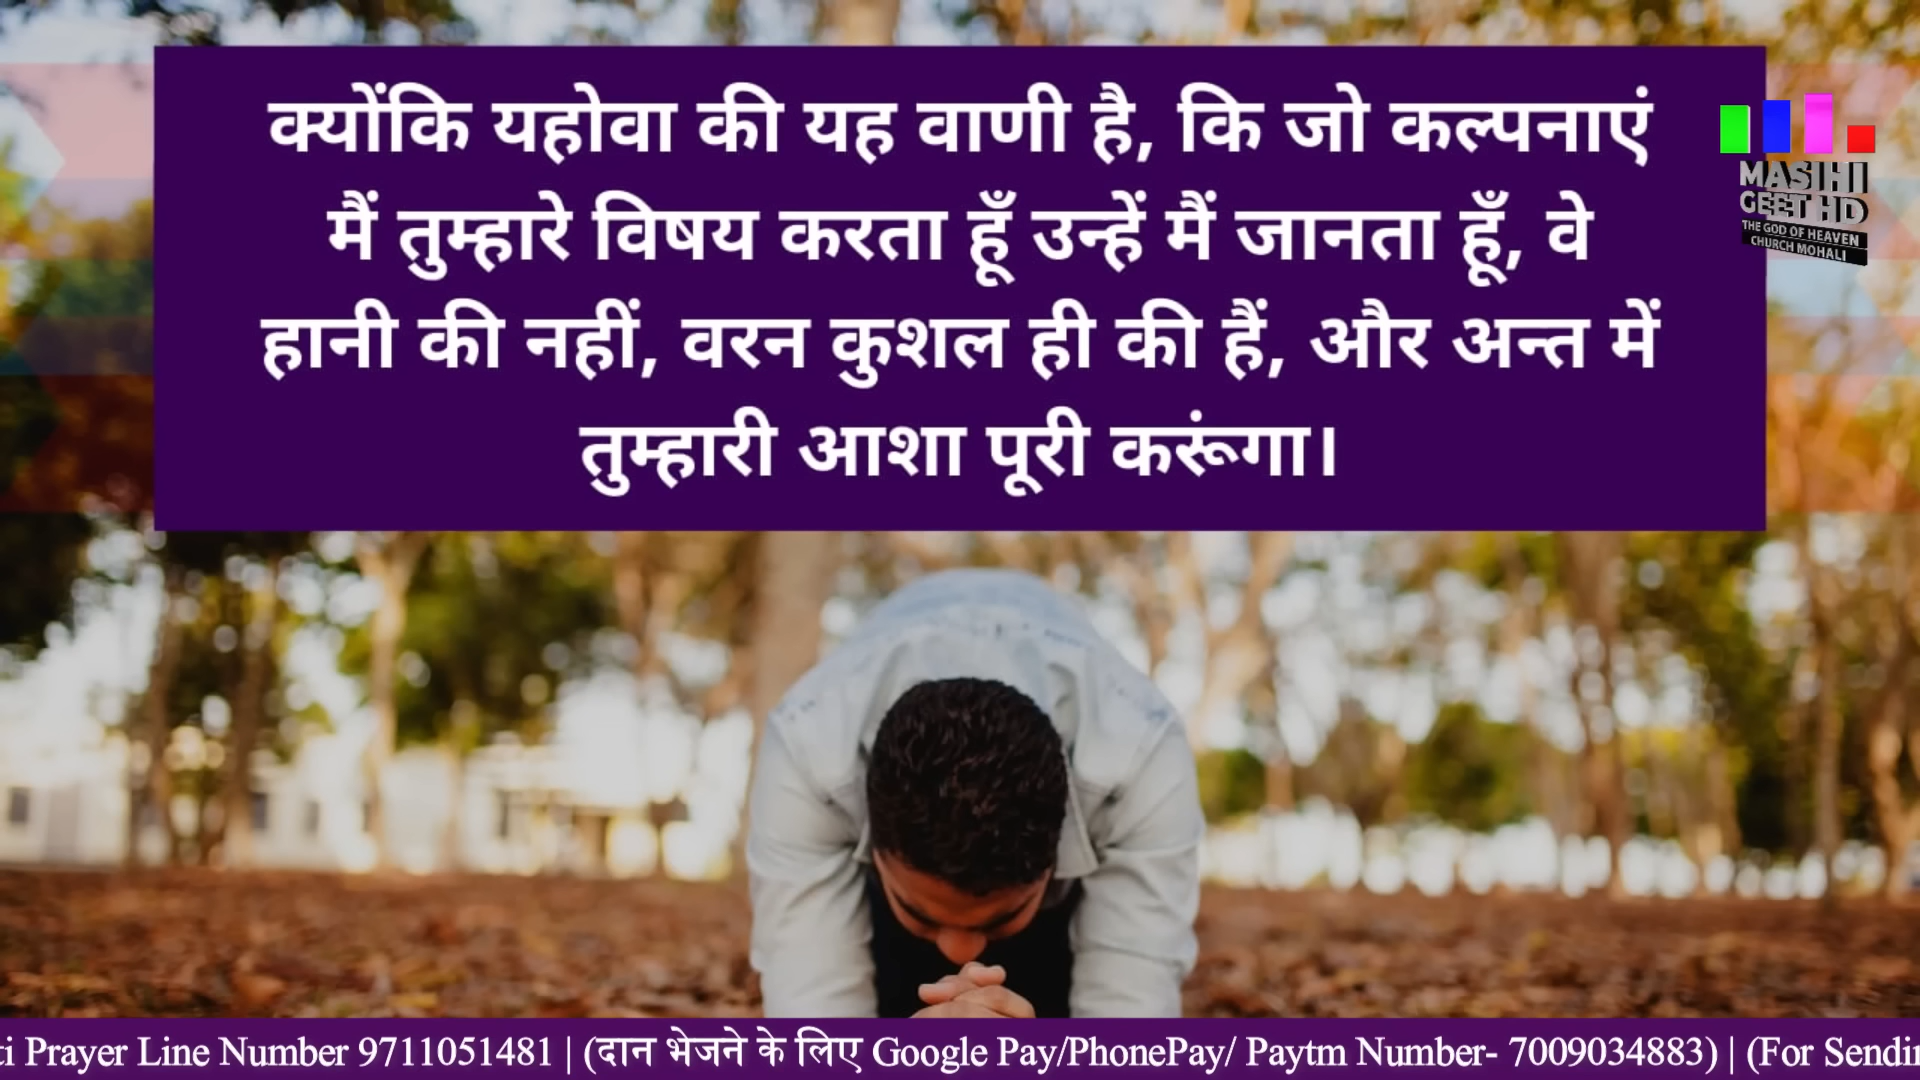 क्योंकि यहोवा की यह वाणी है, कि जो कल्पनाएं
मैं तुम्हारे विषय करता हूँ उन्हें मैं जानता हूँ, वे
हानी की नहीं, वरन कुशल ही की हैं, और अन्त में
तुम्हारी आशा पूरी करूंगा।
MASIHI
GEET HD
THE GOD OF HEAVEN
CHURCH MOHALI
Prayer Line Number 9711051481 | (दान भेजने के लिए Google Pay/PhonePay/ Paytm Number- 7009034883) | (For